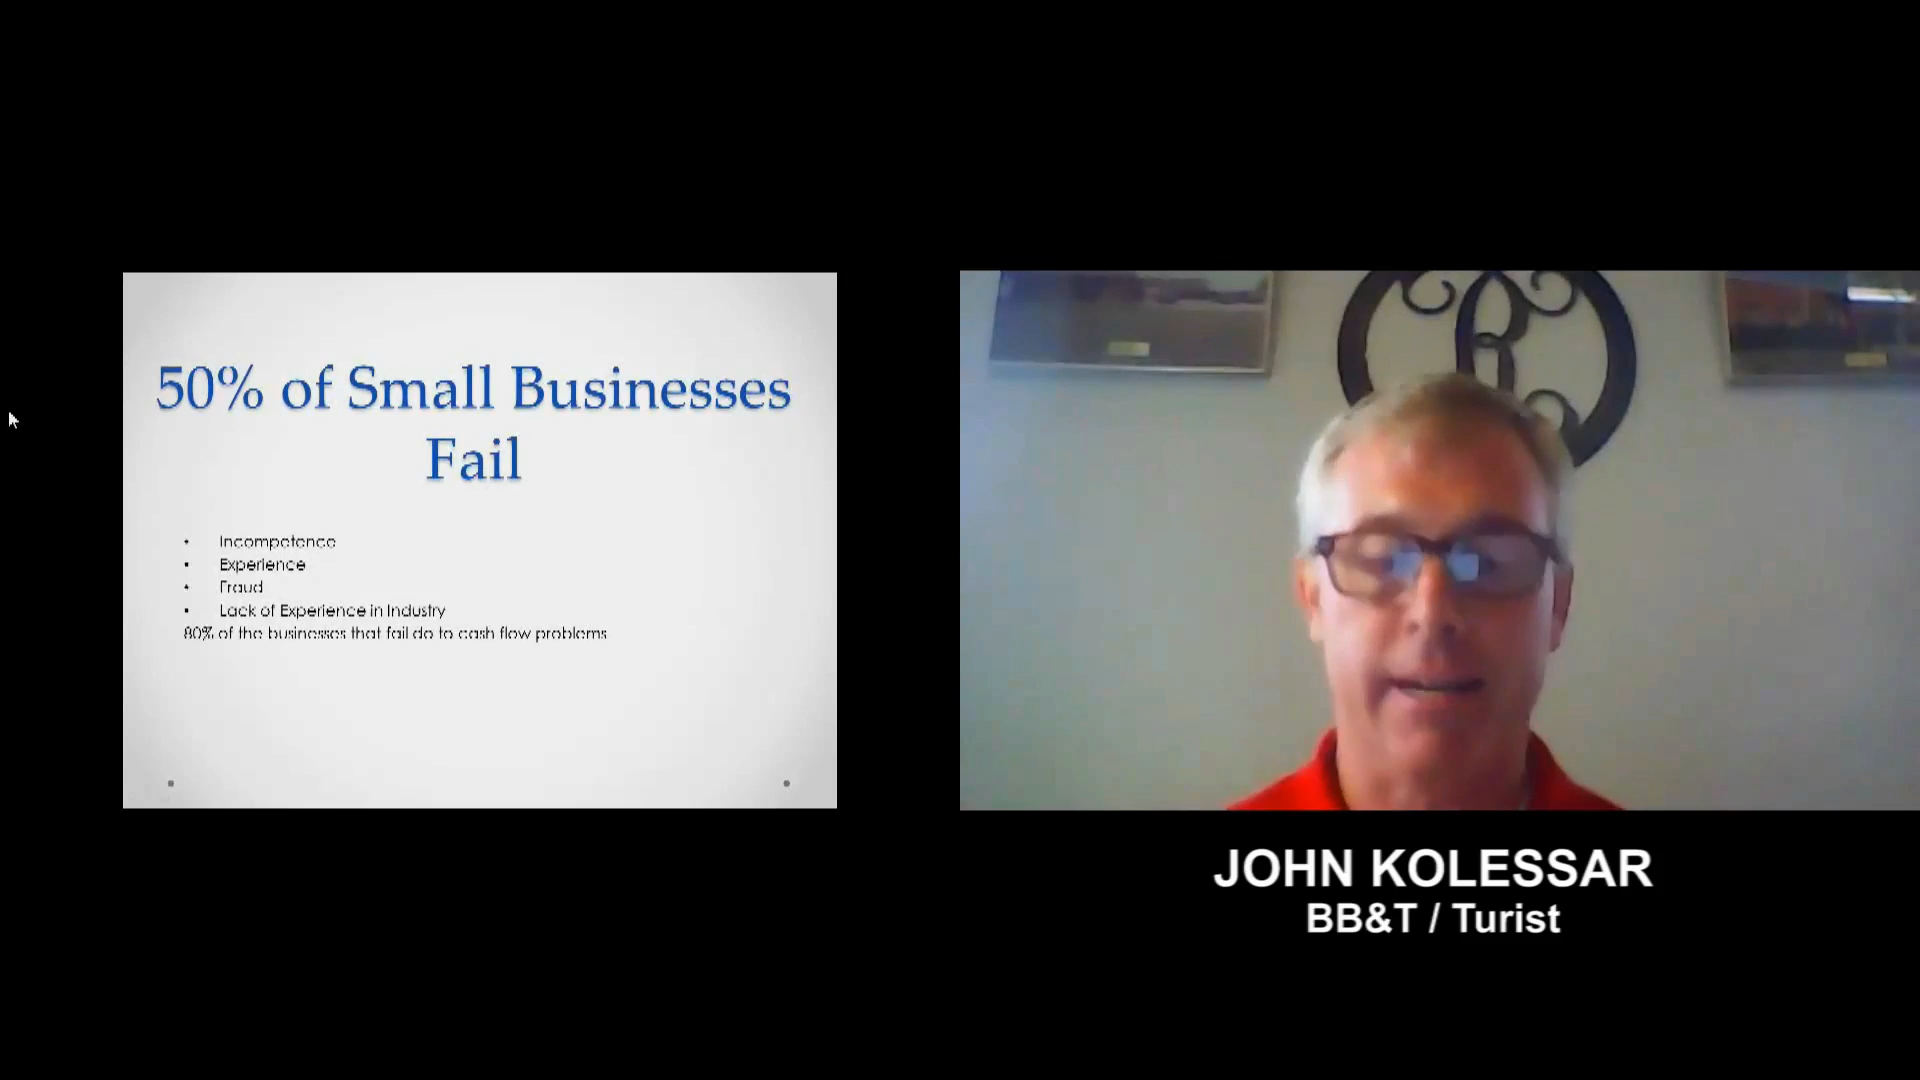 50% of Small Businesses
Fail
• Incompetence
• Experience
• Fraud
• Lack of Experience in Industry
80% of the businesses that fail do to cash flow problems
JOHN KOLESSAR
BB&T / Turist